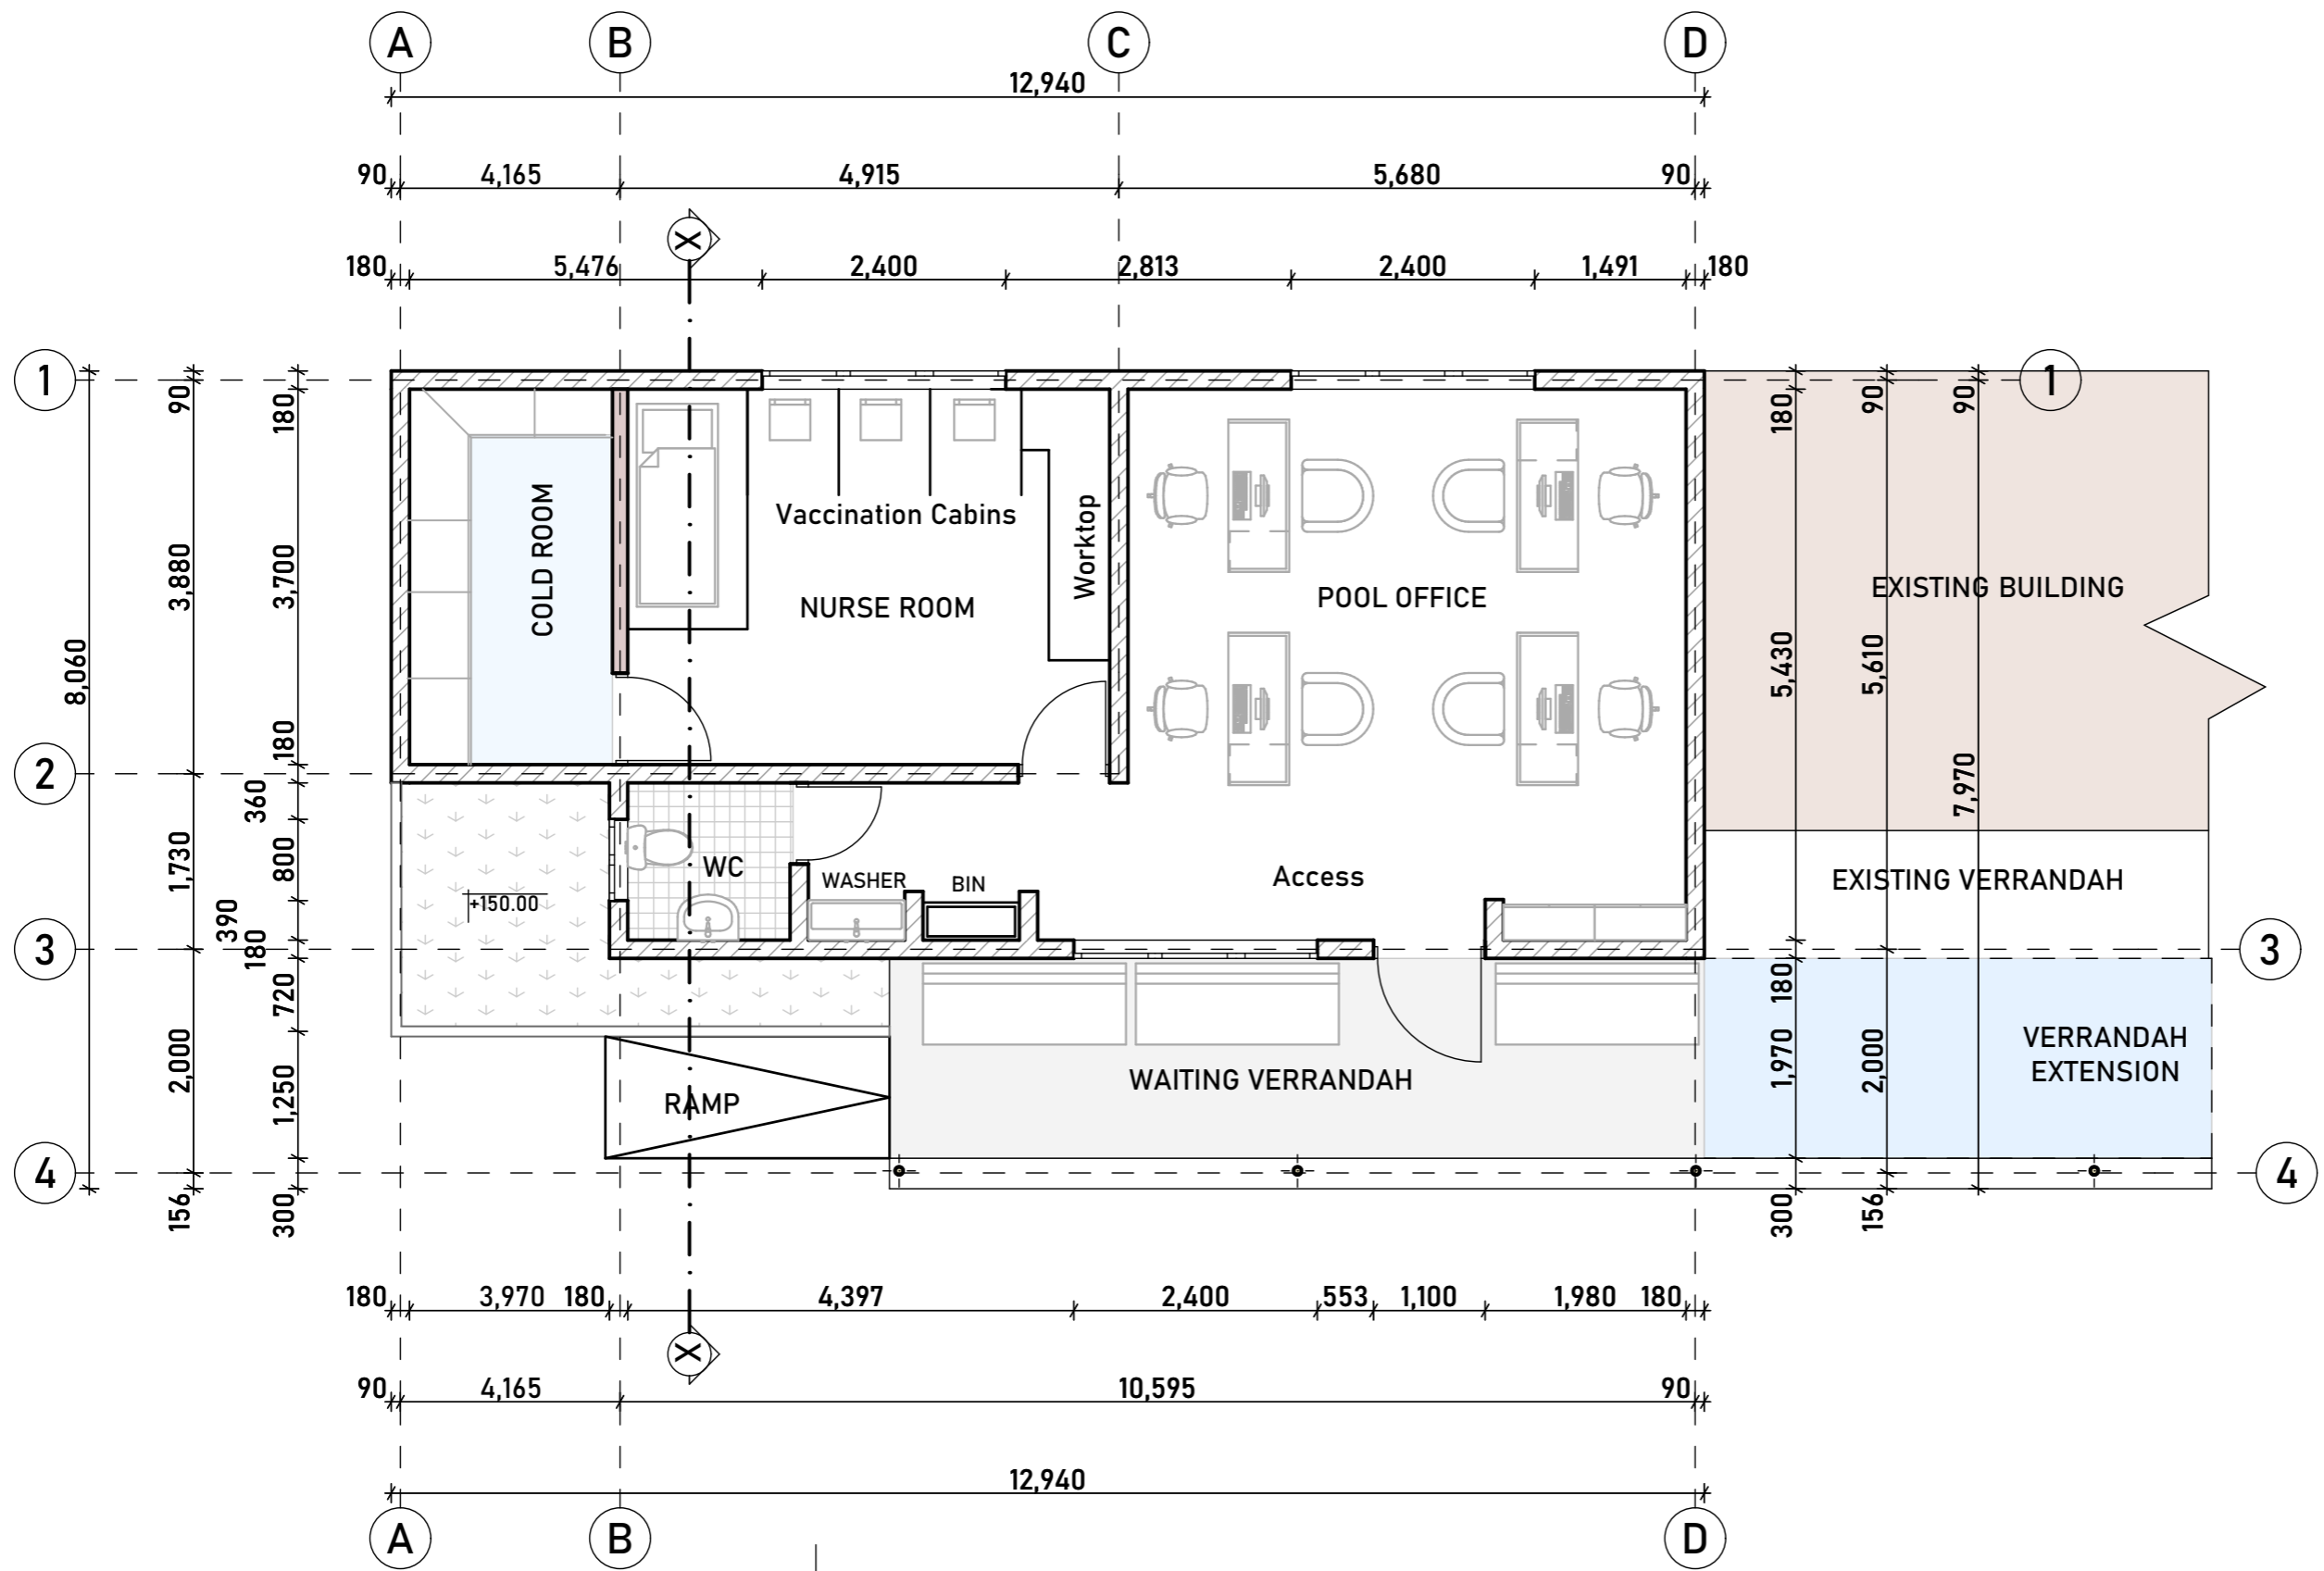 A B C D
12,940
90 4,165 4,915 5,680 90
X
180 5,476 2,400 2,813 2,400 1,491 180
1 90 180 180 90 90 1
COLD ROOM
Vaccination Cabins
Worktop
NURSE ROOM
POOL OFFICE
EXISTING BUILDING
8,060 3,880 3,700 5,430 5,610 7,970
180
2
360
1,730 800
WC
WASHER
BIN
Access
EXISTING VERRANDAH
+150.00
390
180
3 3
720 180
2,000 1,250 1,970 2,000
VERRANDAH
EXTENSION
WAITING VERRANDAH
RAMP
4 4
156 300 300 156
180 3,970 180 4,397 2,400 553 1,100 1,980 180
X
90 4,165 10,595 90
12,940
A B D